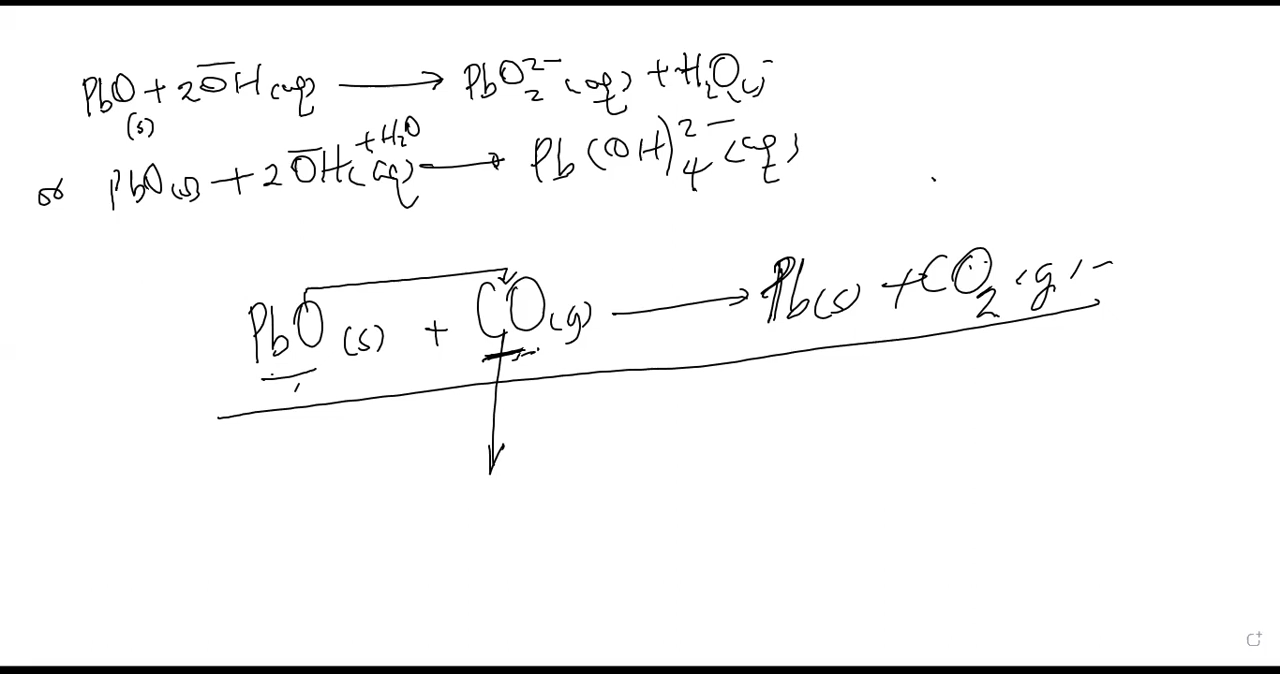 PbO(s) + 2OH⁻(aq) → PbO₂²⁻(aq) + H₂O(l)
or PbO(s) + 2OH⁻(aq) + H₂O → Pb(OH)₄²⁻(aq)
PbO(s) + CO(g) → Pb(s) + CO₂(g)